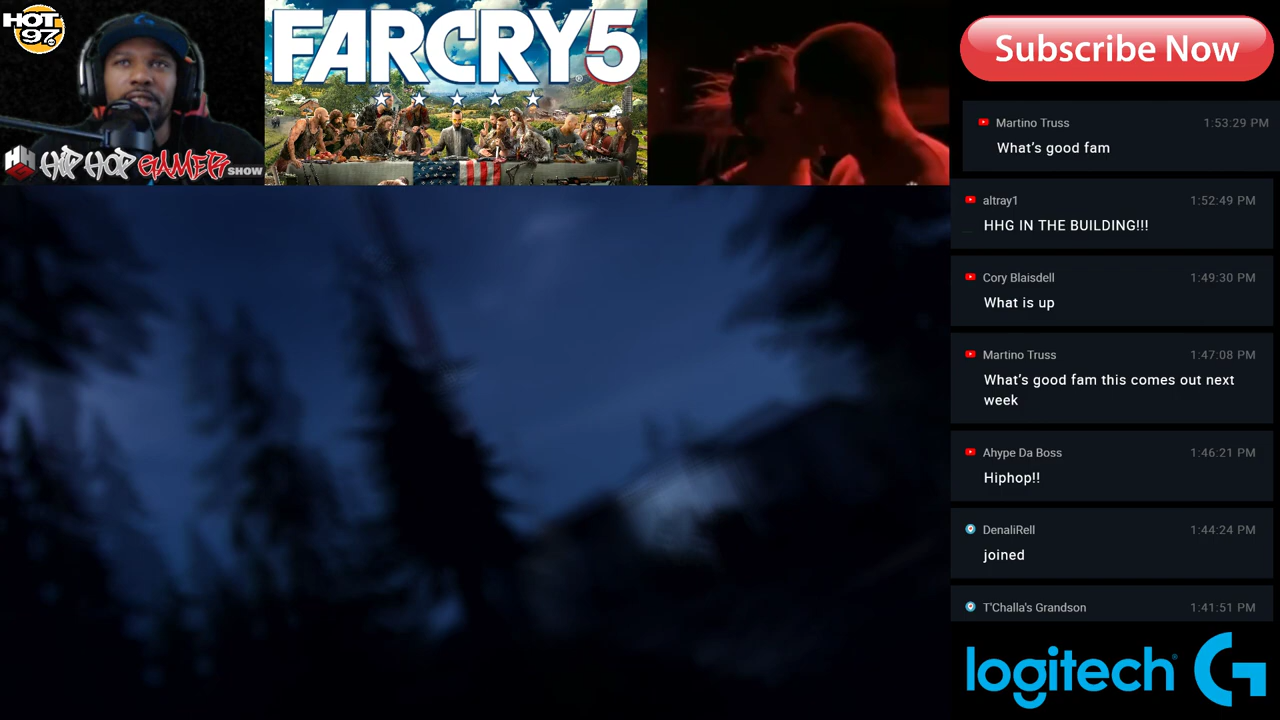 HOT
97
HIP HOP GAMER SHOW
FARCRY5
Subscribe Now
Martino Truss 1:53:29 PM
What's good fam
altray1 1:52:49 PM
HHG IN THE BUILDING!!!
Cory Blaisdell 1:49:30 PM
What is up
Martino Truss 1:47:08 PM
What's good fam this comes out next
week
Ahype Da Boss 1:46:21 PM
Hiphop!!
DenaliRell 1:44:24 PM
joined
T'Challa's Grandson 1:41:51 PM
logitech G